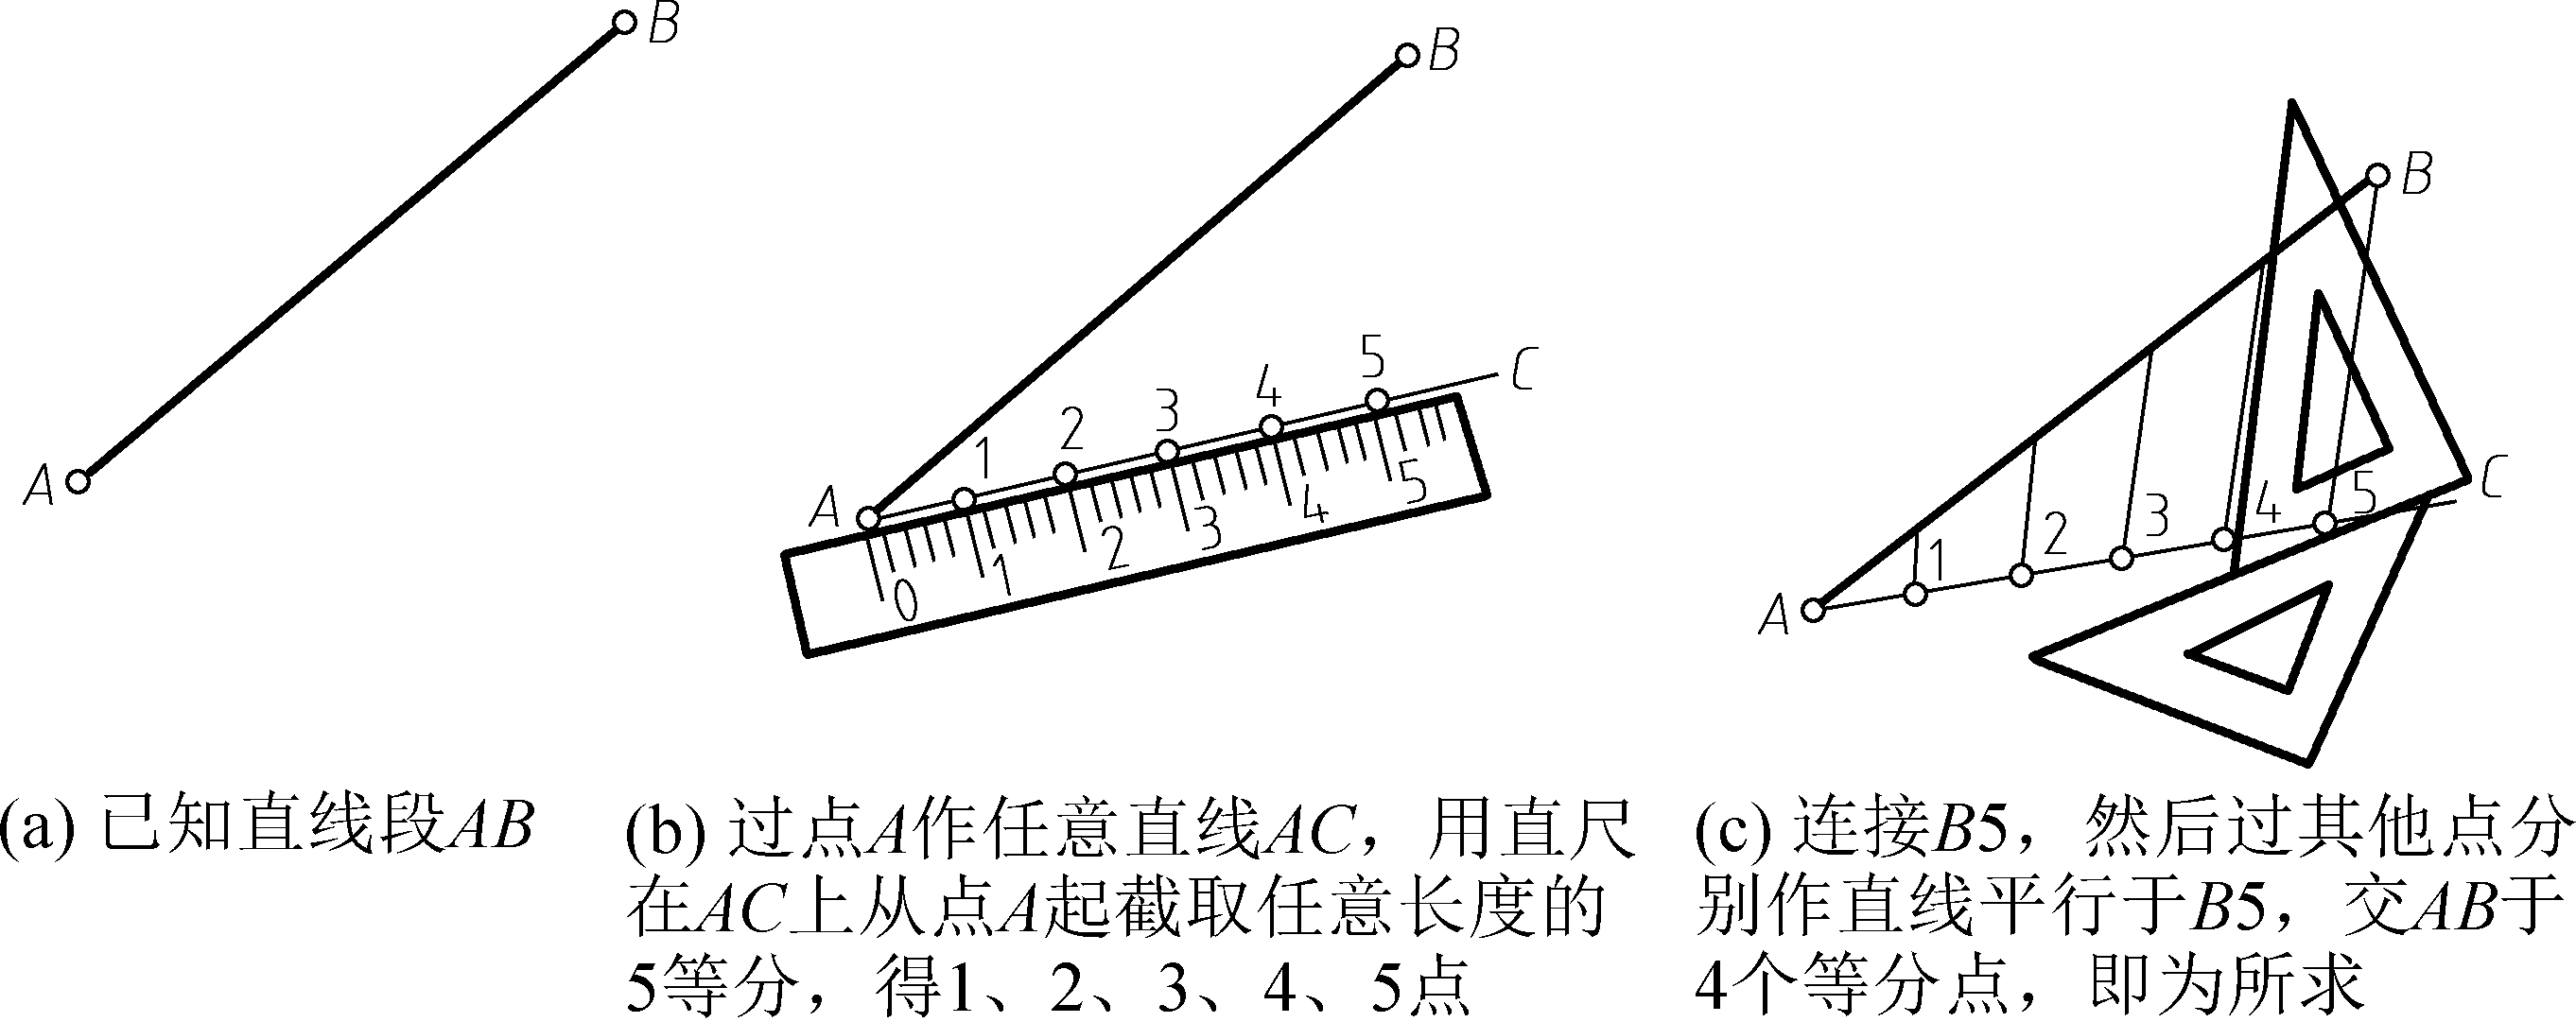 B
A
B
A
1
2
3
4
5
C
0
1
2
3
4
5
B
A
1
2
3
4
5
C
(a) 已知直线段AB
(b) 过点A作任意直线AC，用直尺
在AC上从点A起截取任意长度的
5等分，得1、2、3、4、5点
(c) 连接B5，然后过其他点分
别作直线平行于B5，交AB于
4个等分点，即为所求